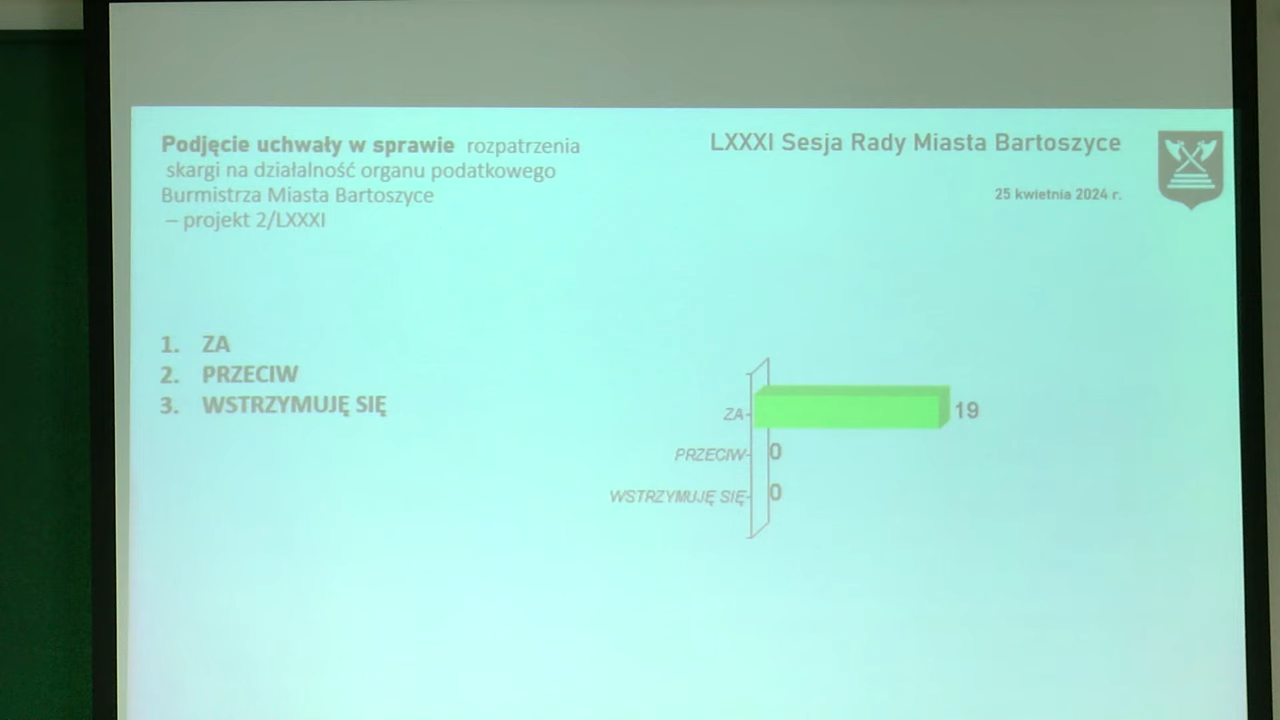 Podjęcie uchwały w sprawie rozpatrzenia
skargi na działalność organu podatkowego
Burmistrza Miasta Bartoszyce
– projekt 2/LXXXI
LXXXI Sesja Rady Miasta Bartoszyce
25 kwietnia 2024 r.
1. ZA
2. PRZECIW
3. WSTRZYMUJĘ SIĘ
ZA 19
PRZECIW 0
WSTRZYMUJĘ SIĘ 0